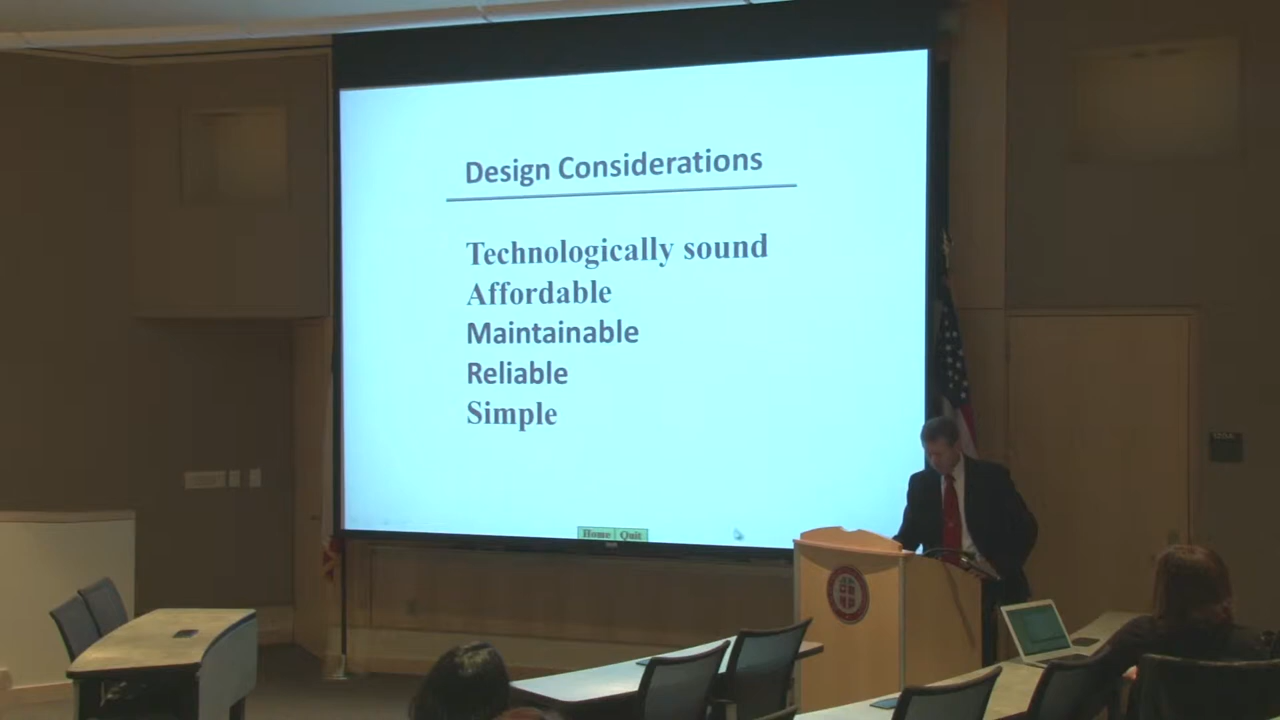 Design Considerations
Technologically sound
Affordable
Maintainable
Reliable
Simple
Home Quit